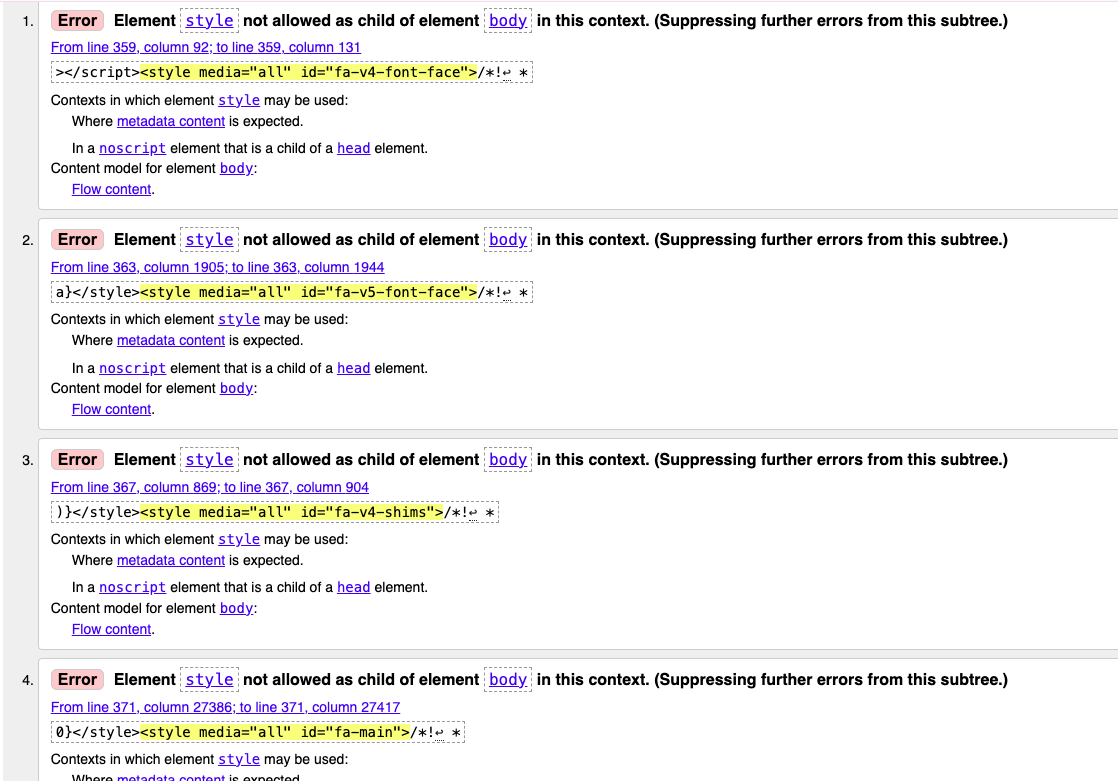 1. Error Element style not allowed as child of element body in this context. (Suppressing further errors from this subtree.)
From line 359, column 92; to line 359, column 131
></script><style media="all" id="fa-v4-font-face">/*!↩ *
Contexts in which element style may be used:
Where metadata content is expected.
In a noscript element that is a child of a head element.
Content model for element body:
Flow content.
2. Error Element style not allowed as child of element body in this context. (Suppressing further errors from this subtree.)
From line 363, column 1905; to line 363, column 1944
a}</style><style media="all" id="fa-v5-font-face">/*!↩ *
Contexts in which element style may be used:
Where metadata content is expected.
In a noscript element that is a child of a head element.
Content model for element body:
Flow content.
3. Error Element style not allowed as child of element body in this context. (Suppressing further errors from this subtree.)
From line 367, column 869; to line 367, column 904
)}</style><style media="all" id="fa-v4-shims">/*!↩ *
Contexts in which element style may be used:
Where metadata content is expected.
In a noscript element that is a child of a head element.
Content model for element body:
Flow content.
4. Error Element style not allowed as child of element body in this context. (Suppressing further errors from this subtree.)
From line 371, column 27386; to line 371, column 27417
0}</style><style media="all" id="fa-main">/*!↩ *
Contexts in which element style may be used:
Where metadata content is expected.